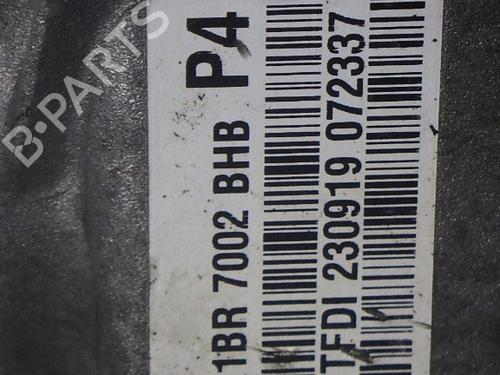 P4
1BR 7002 BHB
TFDI 230919 072337
B-PARTS